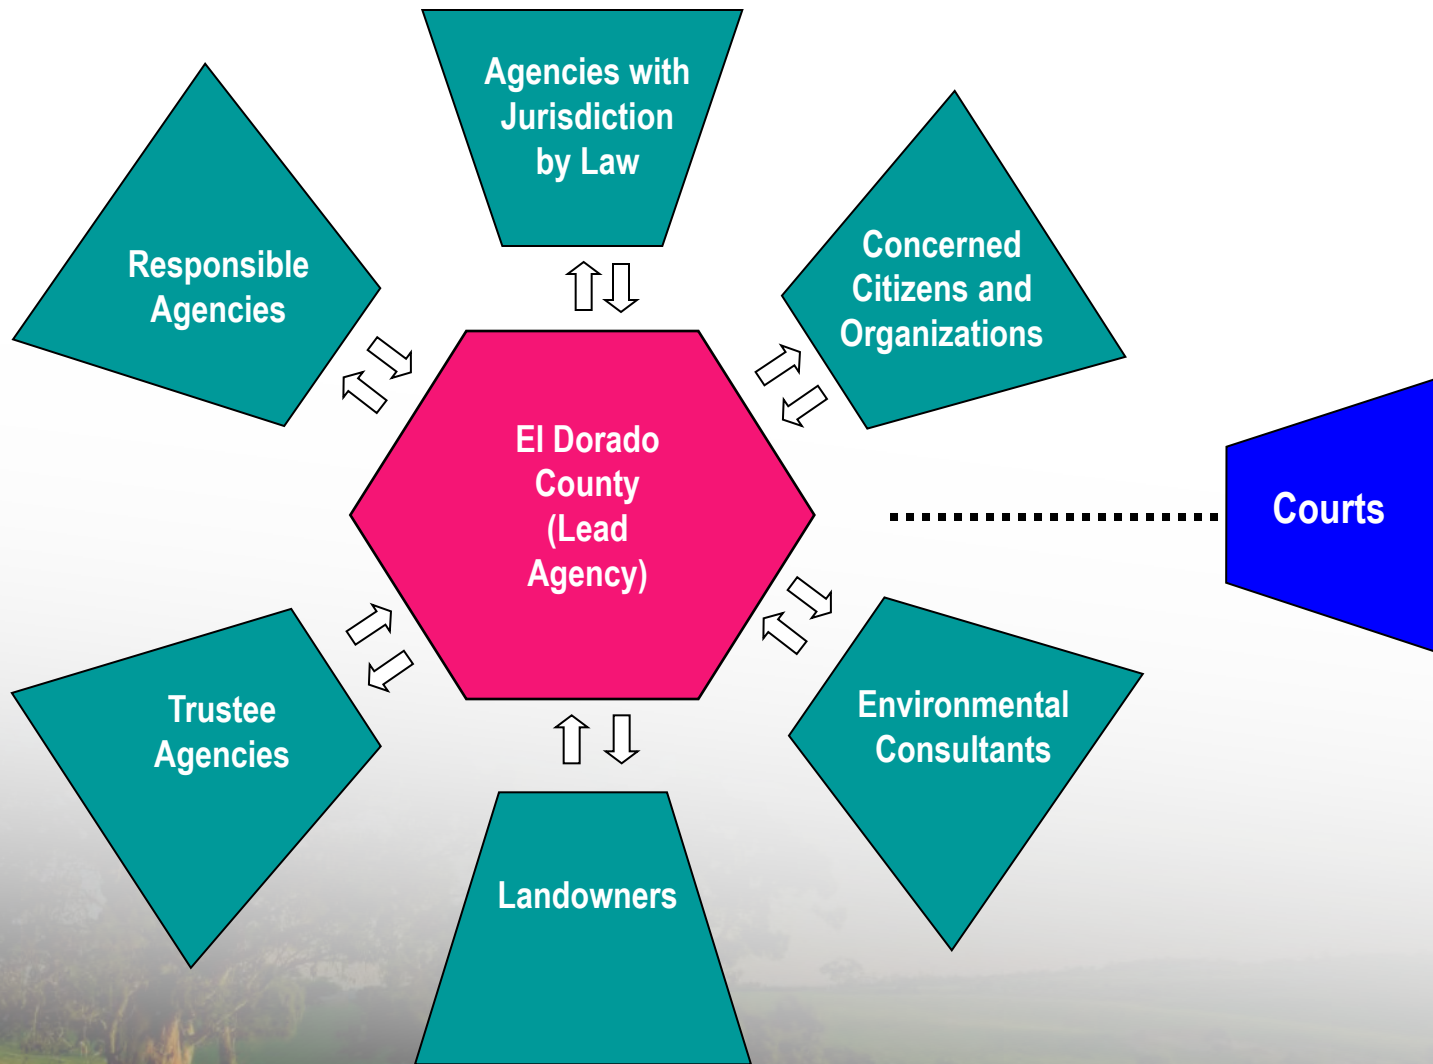 Agencies with
Jurisdiction
by Law
Responsible
Agencies
Concerned
Citizens and
Organizations
El Dorado
County
(Lead
Agency)
Courts
Trustee
Agencies
Environmental
Consultants
Landowners